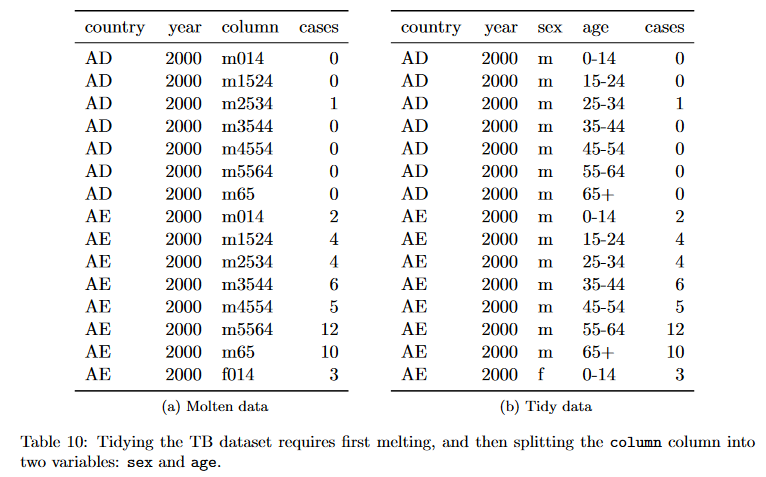 country year column cases country year sex age cases
AD 2000 m014 0 AD 2000 m 0-14 0
AD 2000 m1524 0 AD 2000 m 15-24 0
AD 2000 m2534 1 AD 2000 m 25-34 1
AD 2000 m3544 0 AD 2000 m 35-44 0
AD 2000 m4554 0 AD 2000 m 45-54 0
AD 2000 m5564 0 AD 2000 m 55-64 0
AD 2000 m65 0 AD 2000 m 65+ 0
AE 2000 m014 2 AE 2000 m 0-14 2
AE 2000 m1524 4 AE 2000 m 15-24 4
AE 2000 m2534 4 AE 2000 m 25-34 4
AE 2000 m3544 6 AE 2000 m 35-44 6
AE 2000 m4554 5 AE 2000 m 45-54 5
AE 2000 m5564 12 AE 2000 m 55-64 12
AE 2000 m65 10 AE 2000 m 65+ 10
AE 2000 f014 3 AE 2000 f 0-14 3
(a) Molten data (b) Tidy data
Table 10: Tidying the TB dataset requires first melting, and then splitting the column column into
two variables: sex and age.